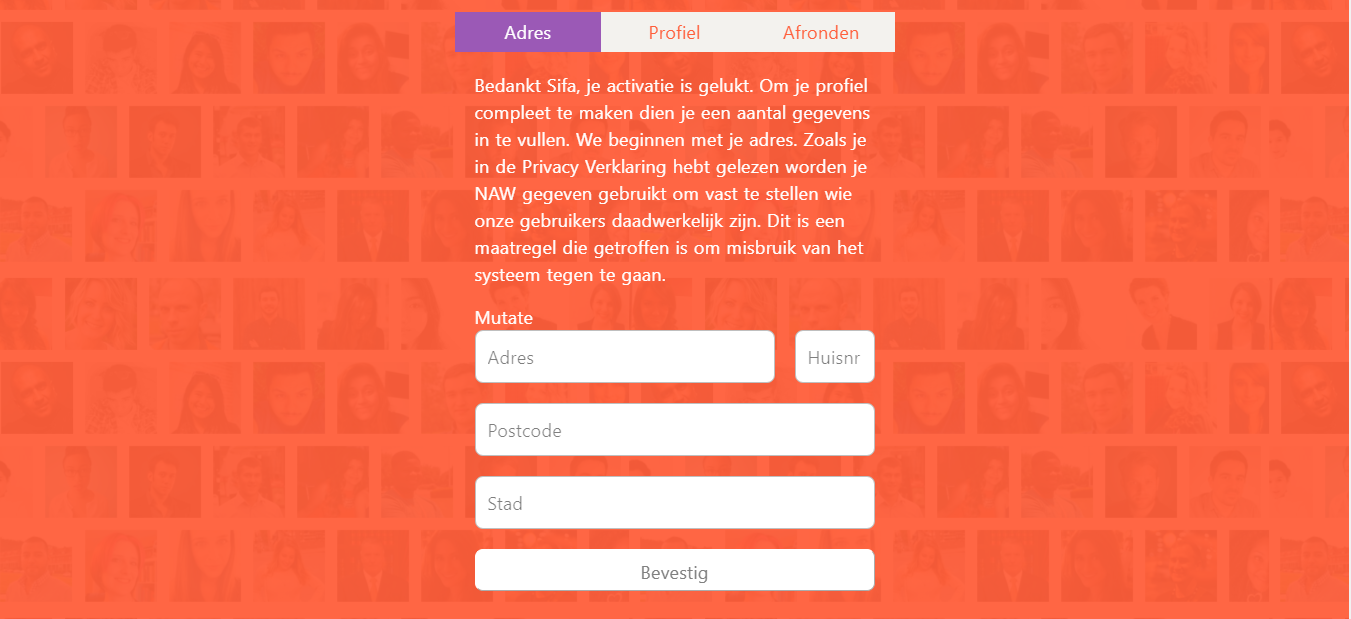 Adres Profiel Afronden
Bedankt Sifa, je activatie is gelukt. Om je profiel
compleet te maken dien je een aantal gegevens
in te vullen. We beginnen met je adres. Zoals je
in de Privacy Verklaring hebt gelezen worden je
NAW gegeven gebruikt om vast te stellen wie
onze gebruikers daadwerkelijk zijn. Dit is een
maatregel die getroffen is om misbruik van het
systeem tegen te gaan.
Mutate
Adres Huisnr
Postcode
Stad
Bevestig